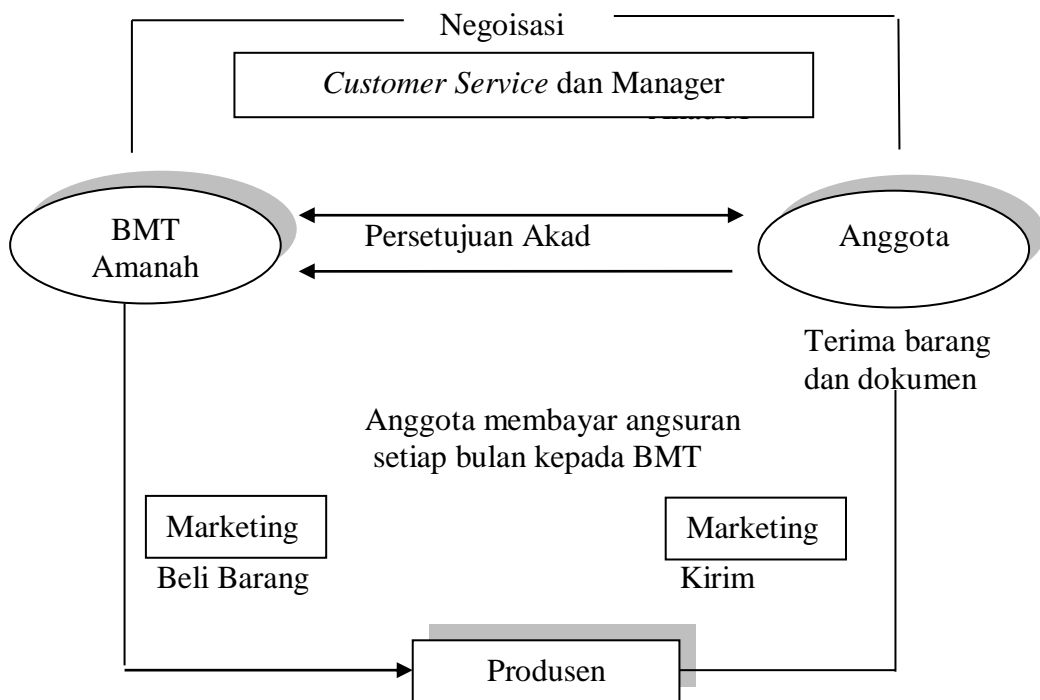 Negoisasi
Customer Service dan Manager
BMT
Amanah
Persetujuan Akad
Anggota
Terima barang
dan dokumen
Anggota membayar angsuran
setiap bulan kepada BMT
Marketing
Marketing
Beli Barang
Kirim
Produsen